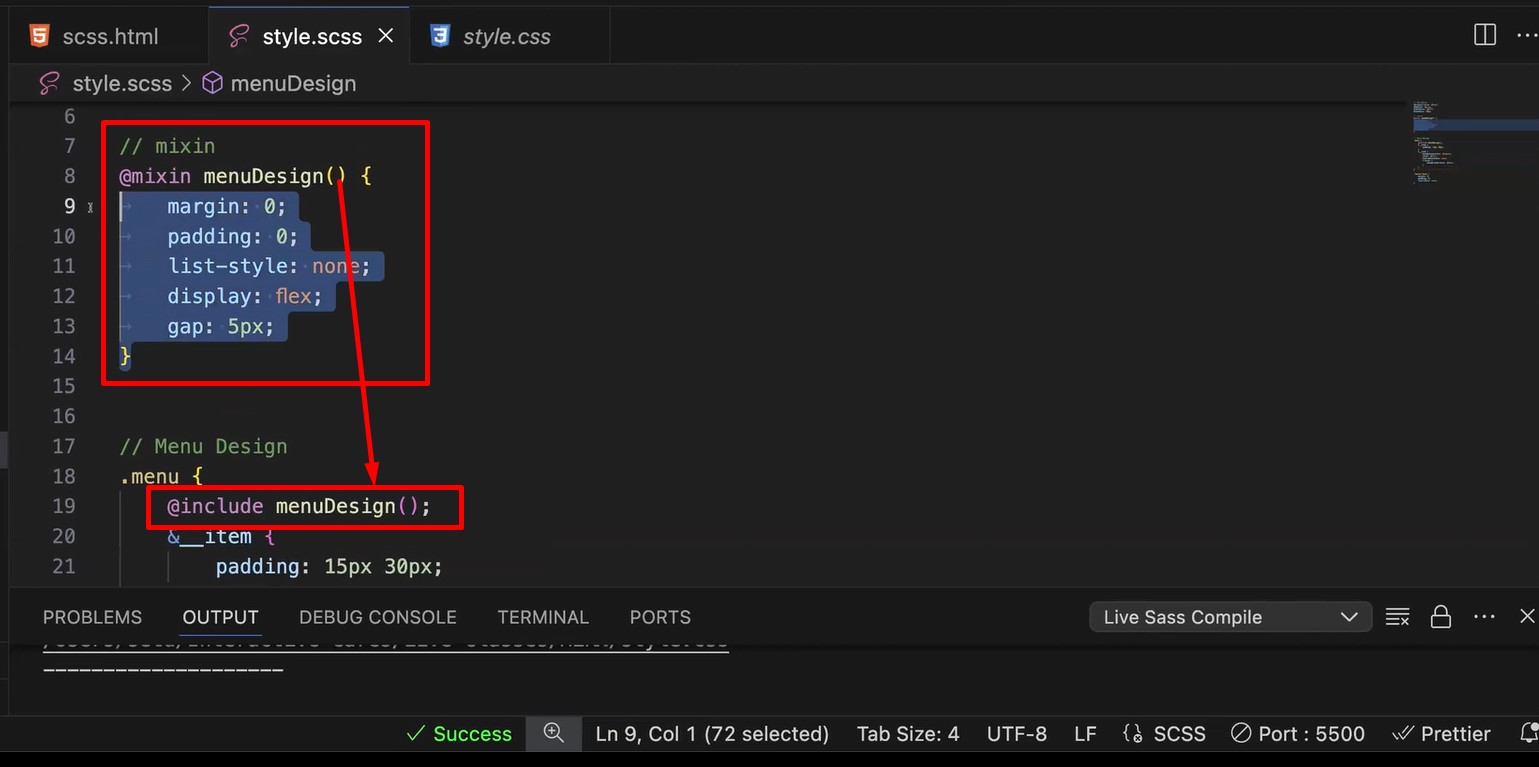 scss.html
style.scss
style.css
style.scss > menuDesign
6
7 // mixin
8 @mixin menuDesign() {
9 margin: 0;
10 padding: 0;
11 list-style: none;
12 display: flex;
13 gap: 5px;
14 }
15
16
17 // Menu Design
18 .menu {
19 @include menuDesign();
20 &__item {
21 padding: 15px 30px;
PROBLEMS OUTPUT DEBUG CONSOLE TERMINAL PORTS Live Sass Compile
--------------------
Success Ln 9, Col 1 (72 selected) Tab Size: 4 UTF-8 LF SCSS Port : 5500 Prettier